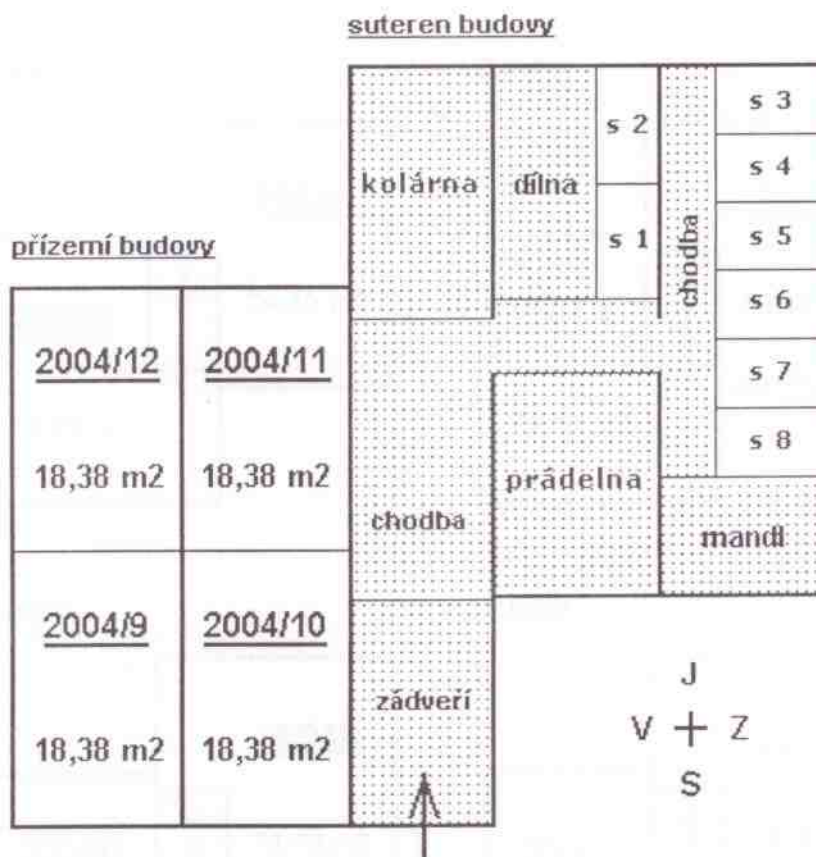 suteren budovy
s 3
s 2
s 4
kolárna
dílna
s 1
s 5
chodba
přízemí budovy
s 6
2004/12
2004/11
s 7
s 8
18,38 m2
18,38 m2
prádelna
chodba
mandl
2004/9
2004/10
zádveří
J
V
Z
S
18,38 m2
18,38 m2